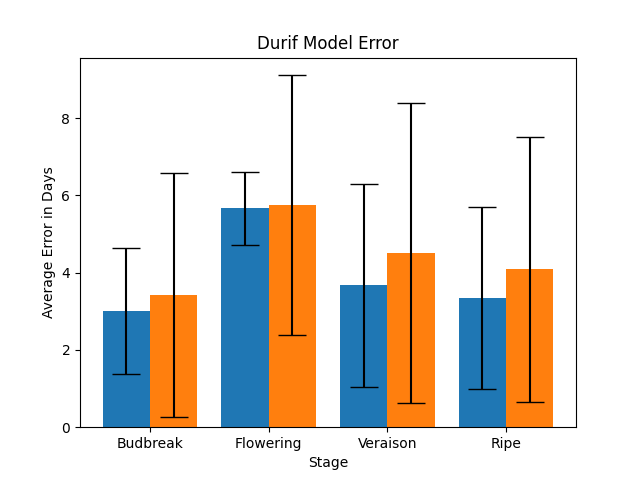 Durif Model Error
8
6
4
2
0
Average Error in Days
Budbreak Flowering Veraison Ripe
Stage